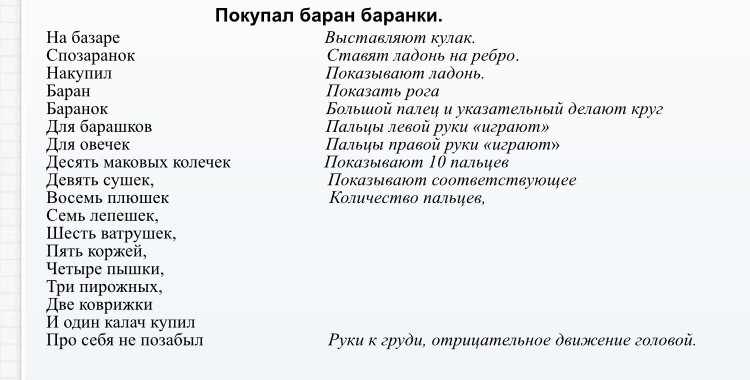 Покупал баран баранки.
На базаре Выставляют кулак.
Спозаранок Ставят ладонь на ребро.
Накупил Показывают ладонь.
Баран Показать рога
Баранок Большой палец и указательный делают круг
Для барашков Пальцы левой руки «играют»
Для овечек Пальцы правой руки «играют»
Десять маковых колечек Показывают 10 пальцев
Девять сушек, Показывают соответствующее
Восемь плюшек Количество пальцев,
Семь лепешек,
Шесть ватрушек,
Пять коржей,
Четыре пышки,
Три пирожных,
Две коврижки
И один калач купил
Про себя не позабыл Руки к груди, отрицательное движение головой.